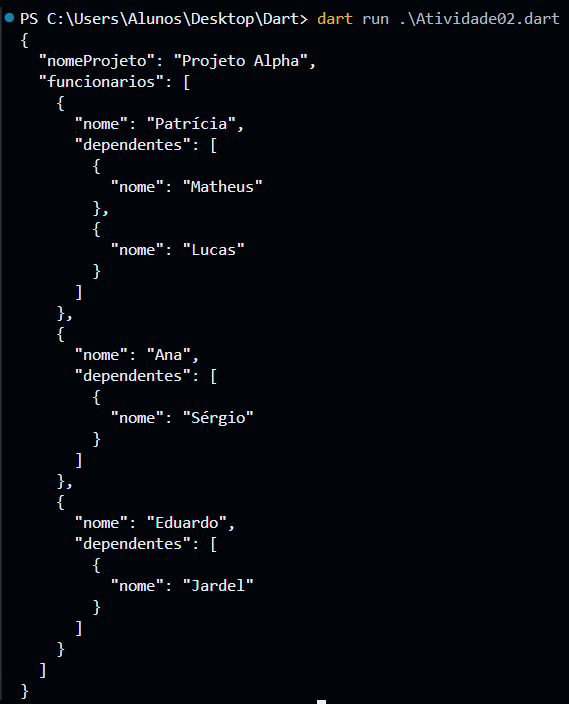 PS C:\Users\Alunos\Desktop\Dart> dart run .\Atividade02.dart
{
  "nomeProjeto": "Projeto Alpha",
  "funcionarios": [
    {
      "nome": "Patrícia",
      "dependentes": [
        {
          "nome": "Matheus"
        },
        {
          "nome": "Lucas"
        }
      ]
    },
    {
      "nome": "Ana",
      "dependentes": [
        {
          "nome": "Sérgio"
        }
      ]
    },
    {
      "nome": "Eduardo",
      "dependentes": [
        {
          "nome": "Jardel"
        }
      ]
    }
  ]
}